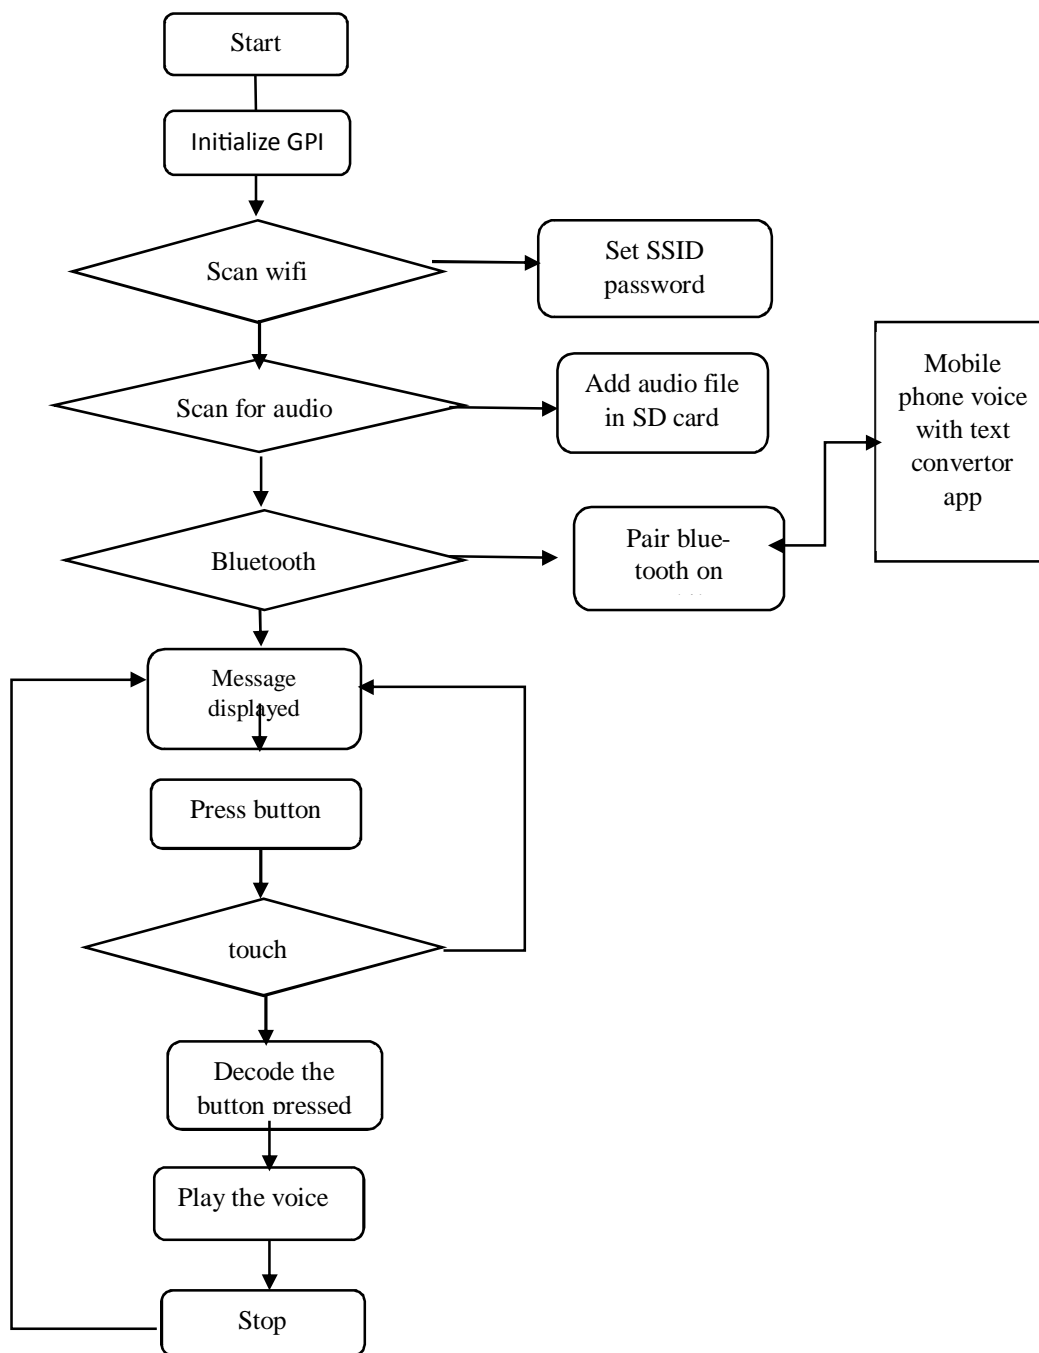 Start
Initialize GPI
Scan wifi
Set SSID
password
Scan for audio
Add audio file
in SD card
Mobile
phone voice
with text
convertor
app
Bluetooth
Pair blue-
tooth on
Message
displayed
Press button
touch
Decode the
button pressed
Play the voice
Stop